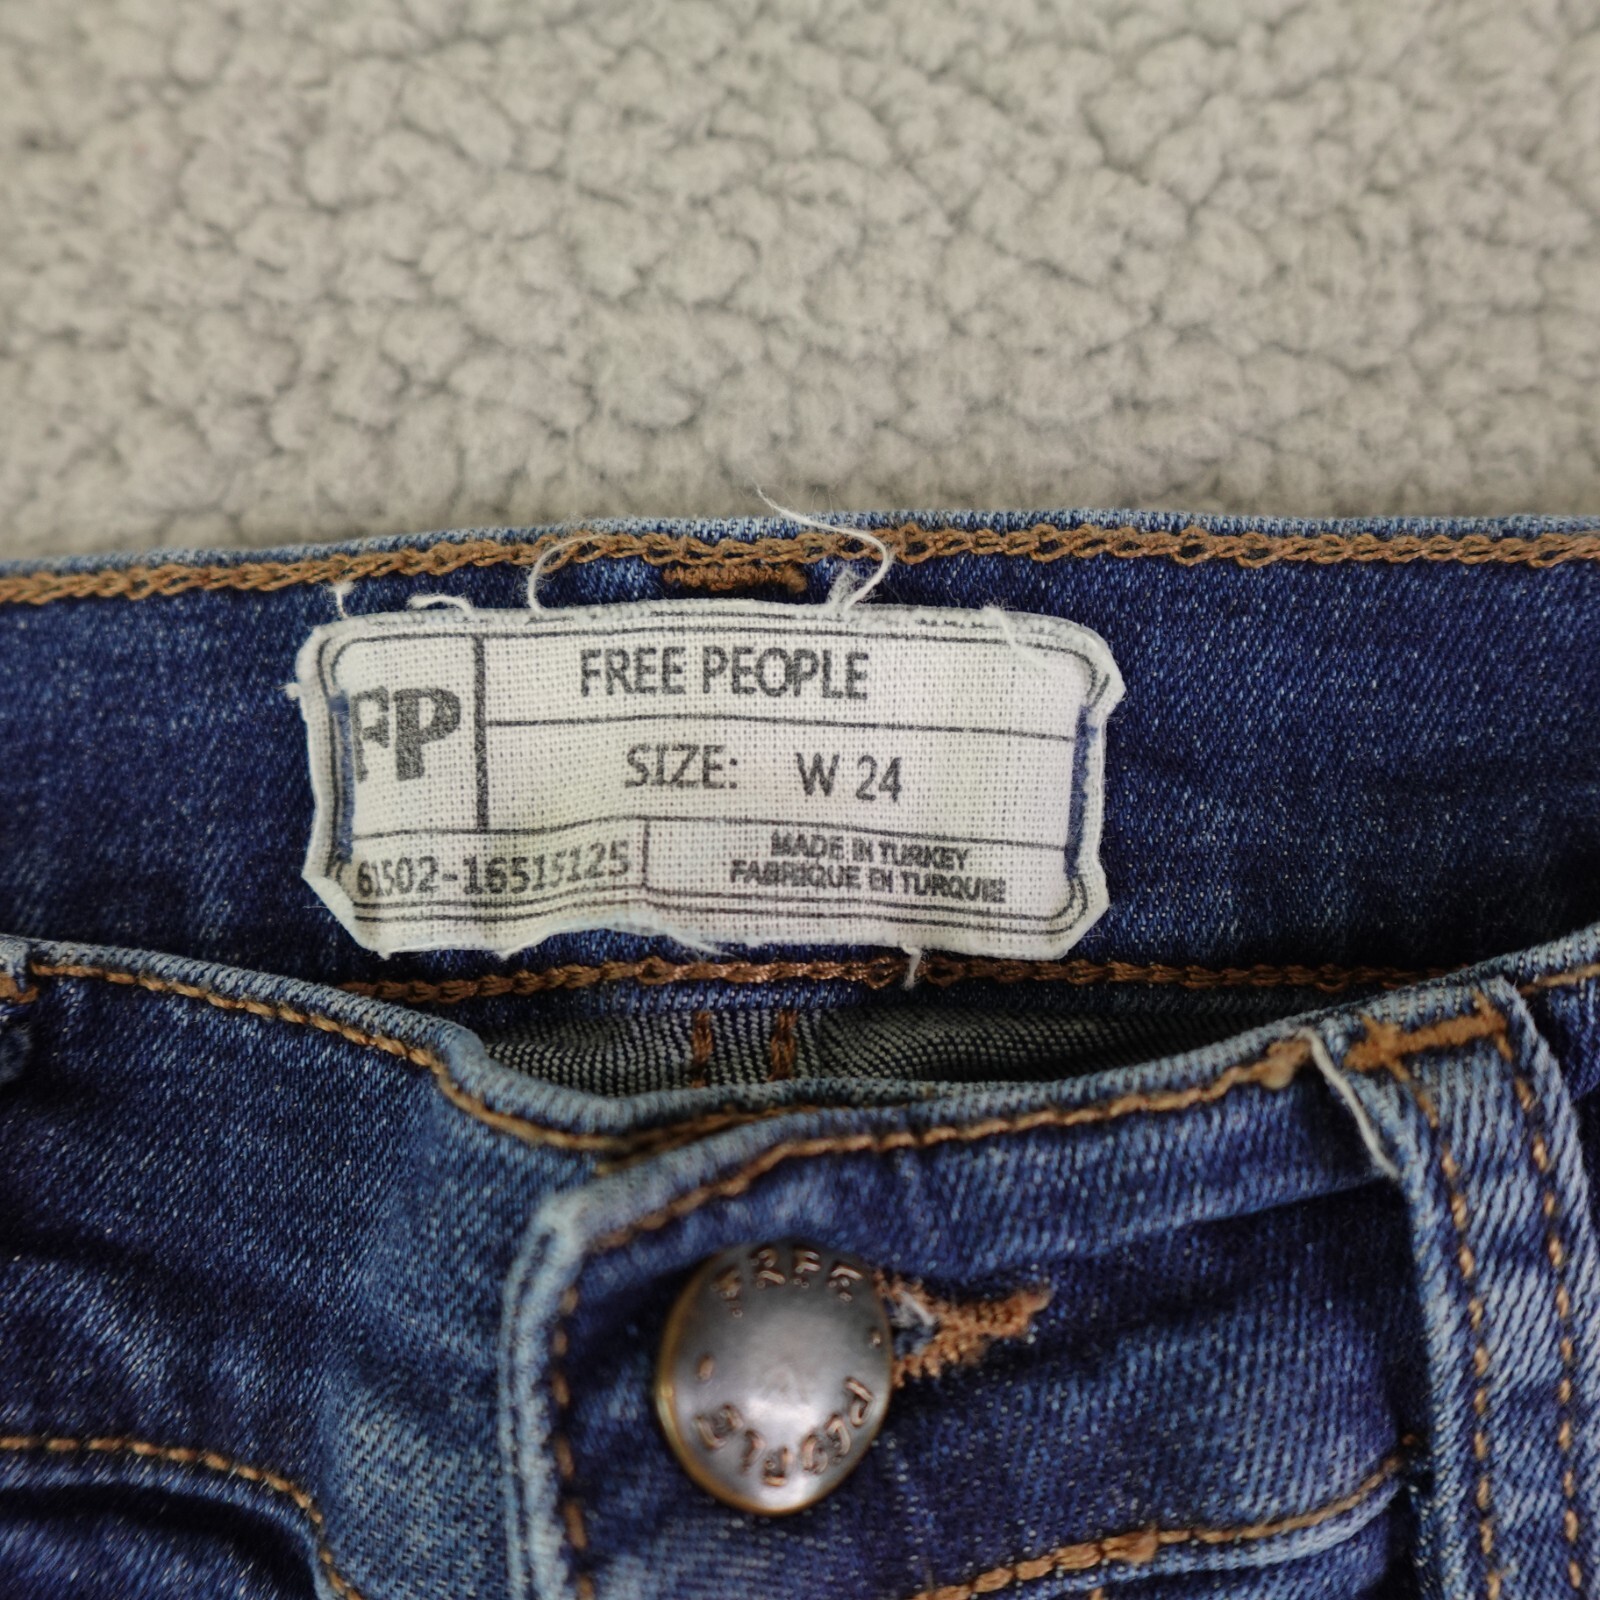 FP
FREE PEOPLE
SIZE: W 24
61502-16515125
MADE IN TURKEY
FABRIQUE EN TURQUIE
FREE
PEOPLE